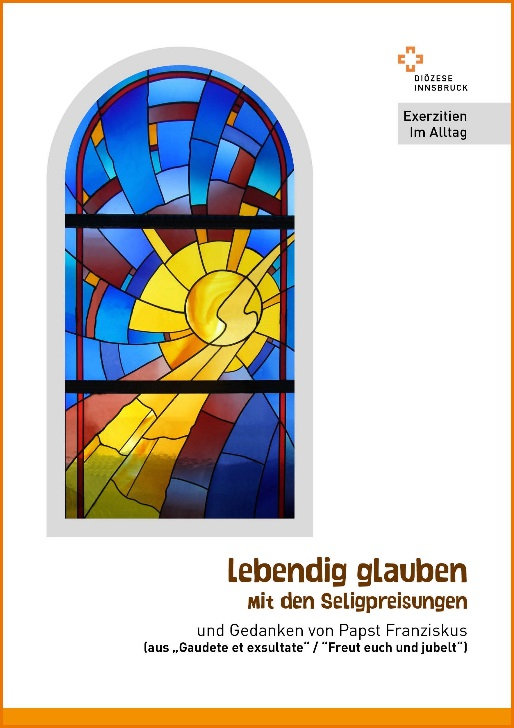 DIÖZESE
INNSBRUCK
Exerzitien
Im Alltag
Lebendig glauben
Mit den Seligpreisungen
und Gedanken von Papst Franziskus
(aus „Gaudete et exsultate“ / “Freut euch und jubelt“)